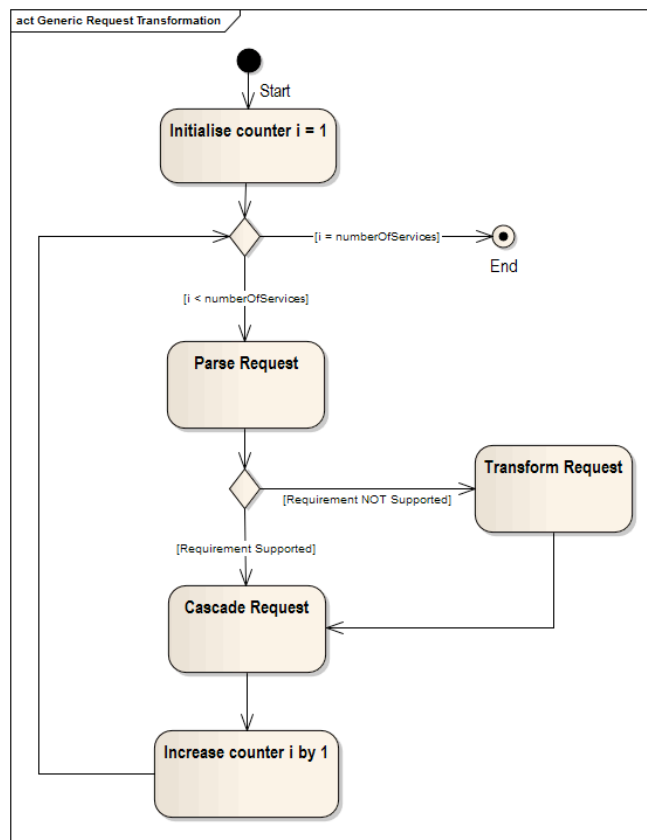 act Generic Request Transformation
Start
Initialise counter i = 1
[i = numberOfServices]
End
[i < numberOfServices]
Parse Request
Transform Request
[Requirement NOT Supported]
[Requirement Supported]
Cascade Request
Increase counter i by 1